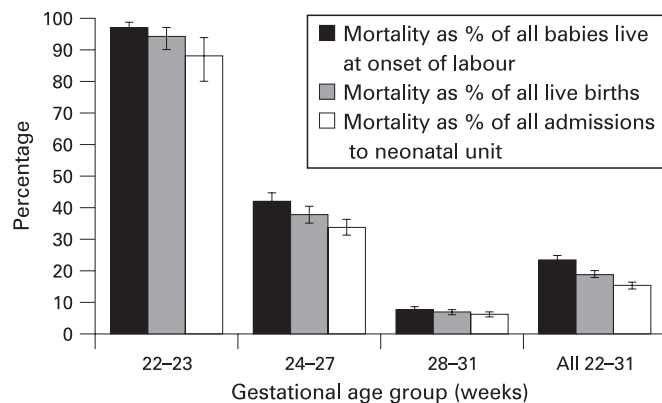 100
90
80
70
60
50
40
30
20
10
0
Percentage
Mortality as % of all babies live
at onset of labour
Mortality as % of all live births
Mortality as % of all admissions
to neonatal unit
22–23 24–27 28–31 All 22–31
Gestational age group (weeks)